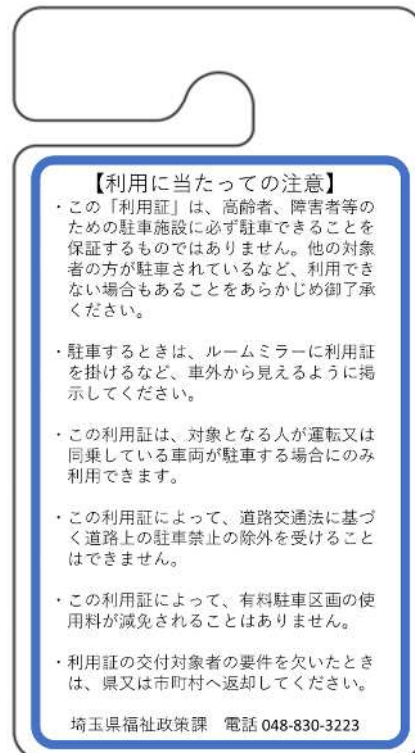 【利用に当たっての注意】
・この「利用証」は、高齢者、障害者等の
ための駐車施設に必ず駐車できることを
保証するものではありません。他の対象
者の方が駐車されているなど、利用でき
ない場合もあることをあらかじめ御了承
ください。
・駐車するときは、ルームミラーに利用証
を掛けるなど、車外から見えるように掲
示してください。
・この利用証は、対象となる人が運転又は
同乗している車両が駐車する場合にのみ
利用できます。
・この利用証によって、道路交通法に基づ
く道路上の駐車禁止の除外を受けること
はできません。
・この利用証によって、有料駐車区画の使
用料が減免されることはありません。
・利用証の交付対象者の要件を欠いたとき
は、県又は市町村へ返却してください。
埼玉県福祉政策課　電話 048-830-3223